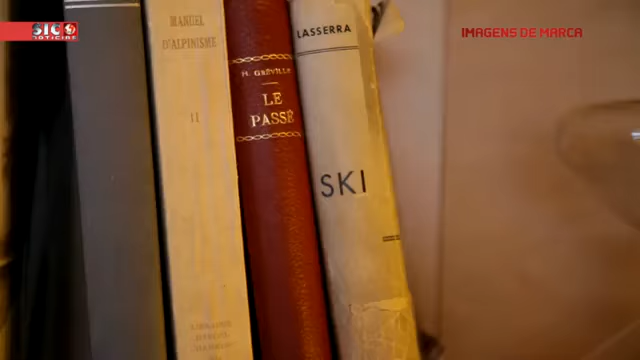 SIC
NOTÍCIAS
IMAGENS DE MARCA
MANUEL
D'ALPINISME
II
H. GRÉVILLE
LE
PASSÉ
LASSERRA
SKI